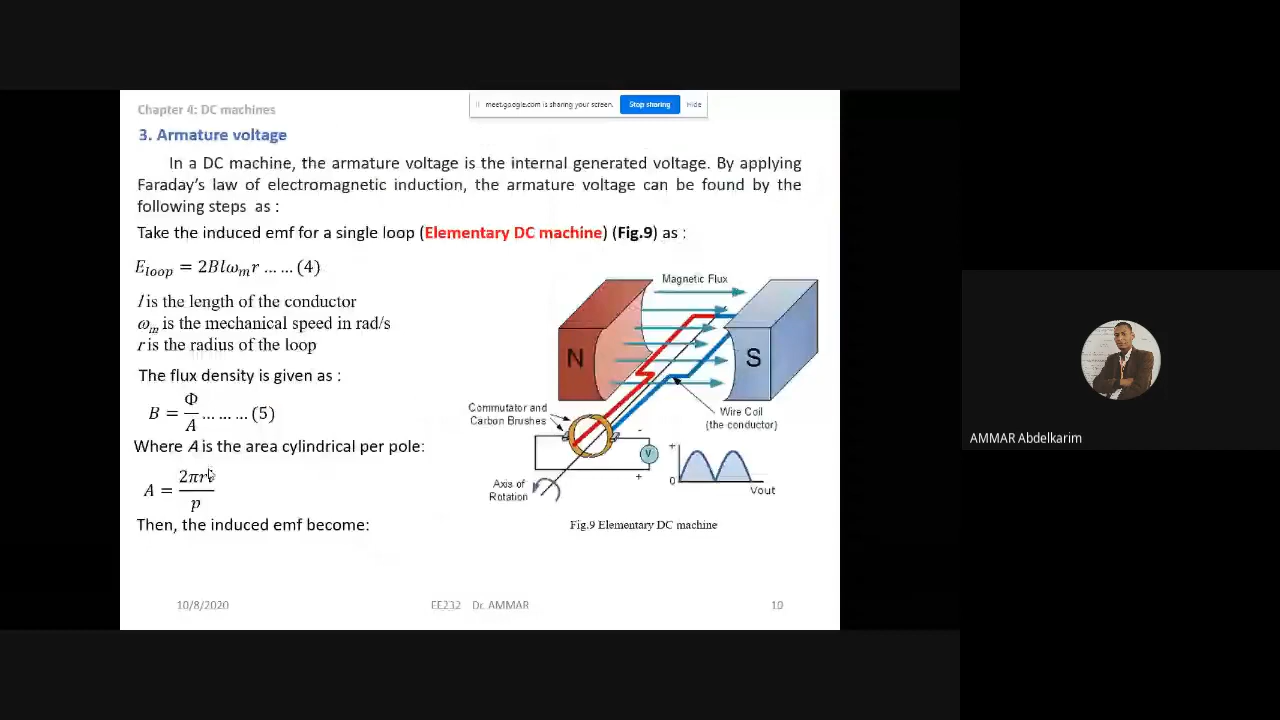 Chapter 4: DC machines
meet.google.com is sharing your screen. Stop sharing Hide
3. Armature voltage
In a DC machine, the armature voltage is the internal generated voltage. By applying
Faraday's law of electromagnetic induction, the armature voltage can be found by the
following steps as :
Take the induced emf for a single loop (Elementary DC machine) (Fig.9) as :
E_loop = 2Blω_m r … … (4)
l is the length of the conductor
ω_m is the mechanical speed in rad/s
r is the radius of the loop
The flux density is given as :
B = Φ/A … … … (5)
Where A is the area cylindrical per pole:
A = 2πrl/p
Then, the induced emf become:
Magnetic Flux
N
S
Commutator and
Carbon Brushes
Wire Coil
(the conductor)
-
V
+
+
0
Vout
Axis of
Rotation
Fig.9 Elementary DC machine
10/8/2020 EE232 Dr. AMMAR 10
AMMAR Abdelkarim